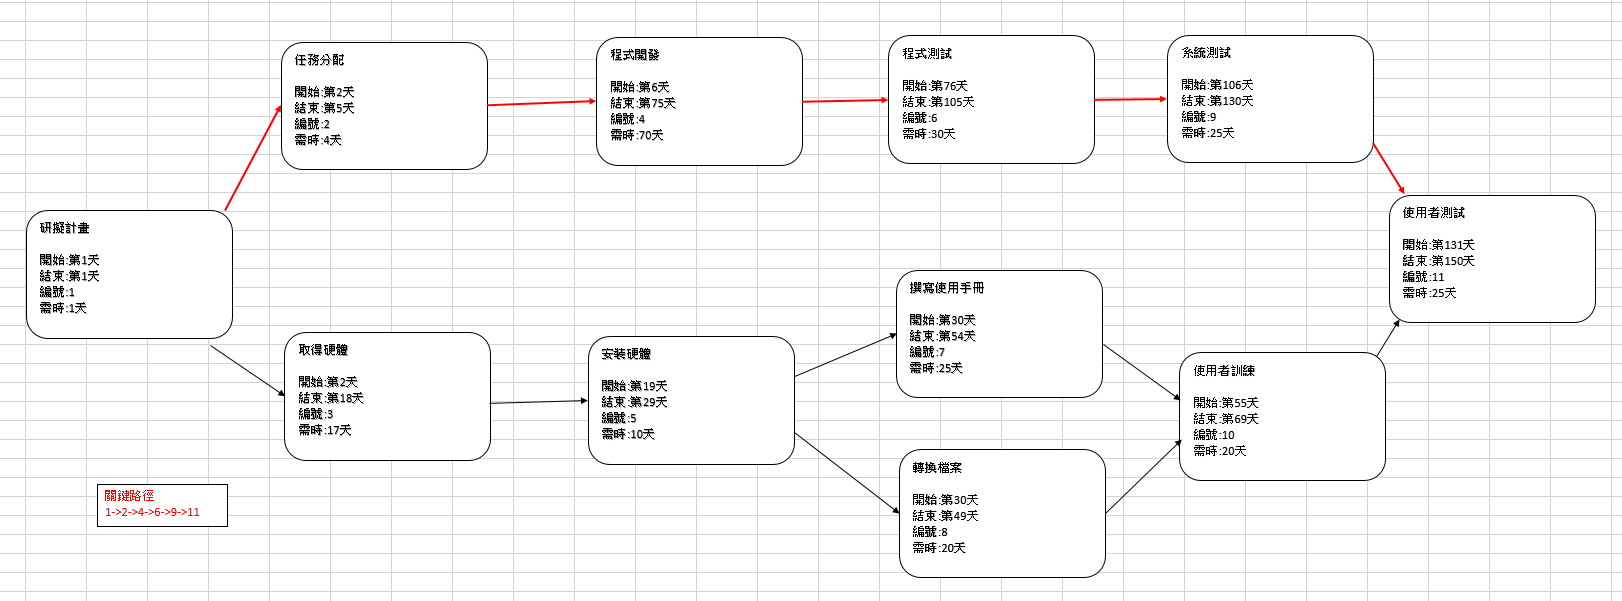 任務分配
開始:第2天
結束:第5天
編號:2
需時:4天
程式開發
開始:第6天
結束:第75天
編號:4
需時:70天
程式測試
開始:第76天
結束:第105天
編號:6
需時:30天
系統測試
開始:第106天
結束:第130天
編號:9
需時:25天
研擬計畫
開始:第1天
結束:第1天
編號:1
需時:1天
使用者測試
開始:第131天
結束:第150天
編號:11
需時:25天
取得硬體
開始:第2天
結束:第18天
編號:3
需時:17天
安裝硬體
開始:第19天
結束:第29天
編號:5
需時:10天
撰寫使用手冊
開始:第30天
結束:第54天
編號:7
需時:25天
轉換檔案
開始:第30天
結束:第49天
編號:8
需時:20天
使用者訓練
開始:第55天
結束:第69天
編號:10
需時:20天
關鍵路徑
1->2->4->6->9->11